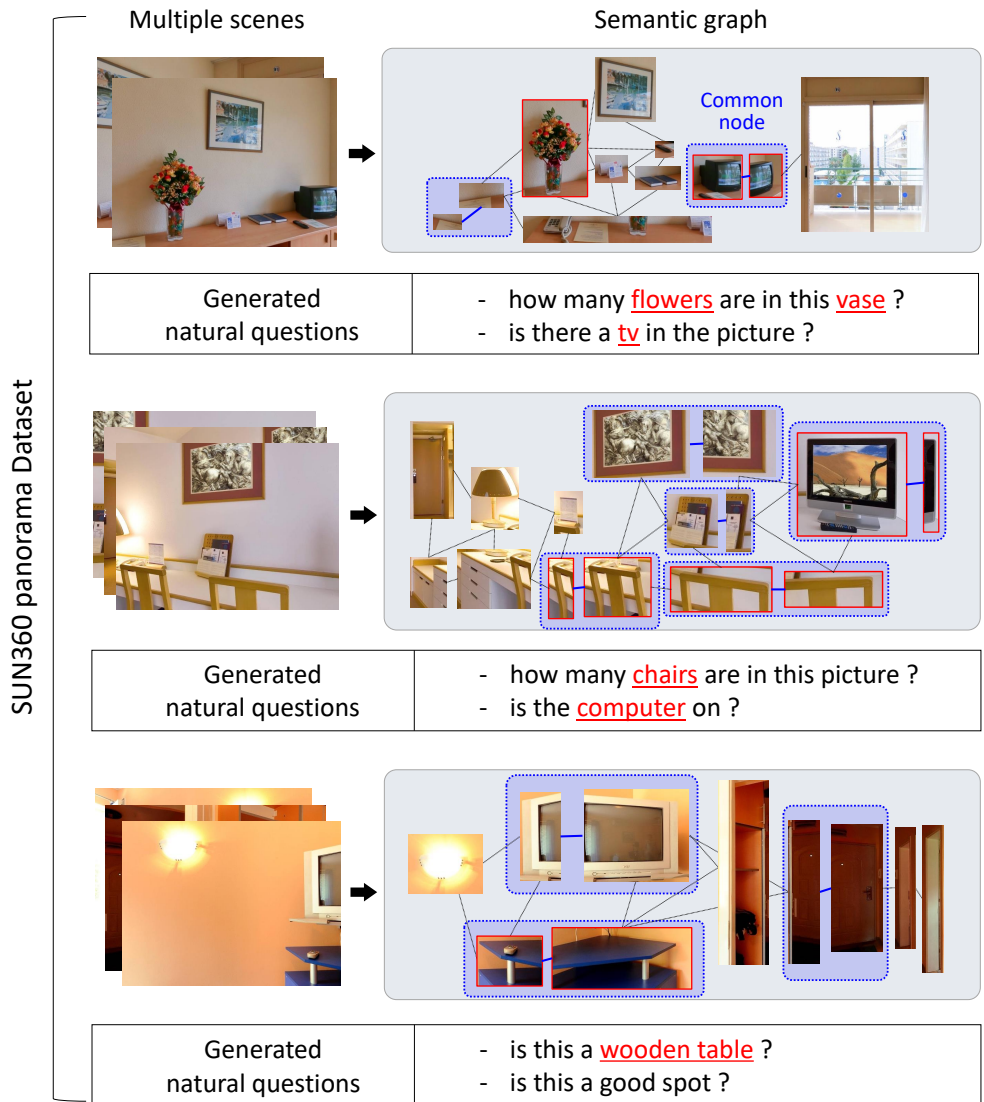 Multiple scenes
Semantic graph
SUN360 panorama Dataset
Common
node
Generated
natural questions
- how many flowers are in this vase ?
- is there a tv in the picture ?
Generated
natural questions
- how many chairs are in this picture ?
- is the computer on ?
Generated
natural questions
- is this a wooden table ?
- is this a good spot ?